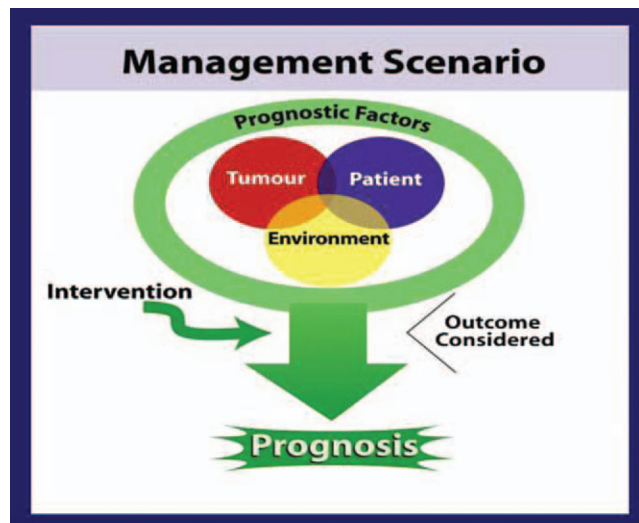 Management Scenario
Prognostic Factors
Tumour
Patient
Environment
Intervention
Outcome
Considered
Prognosis